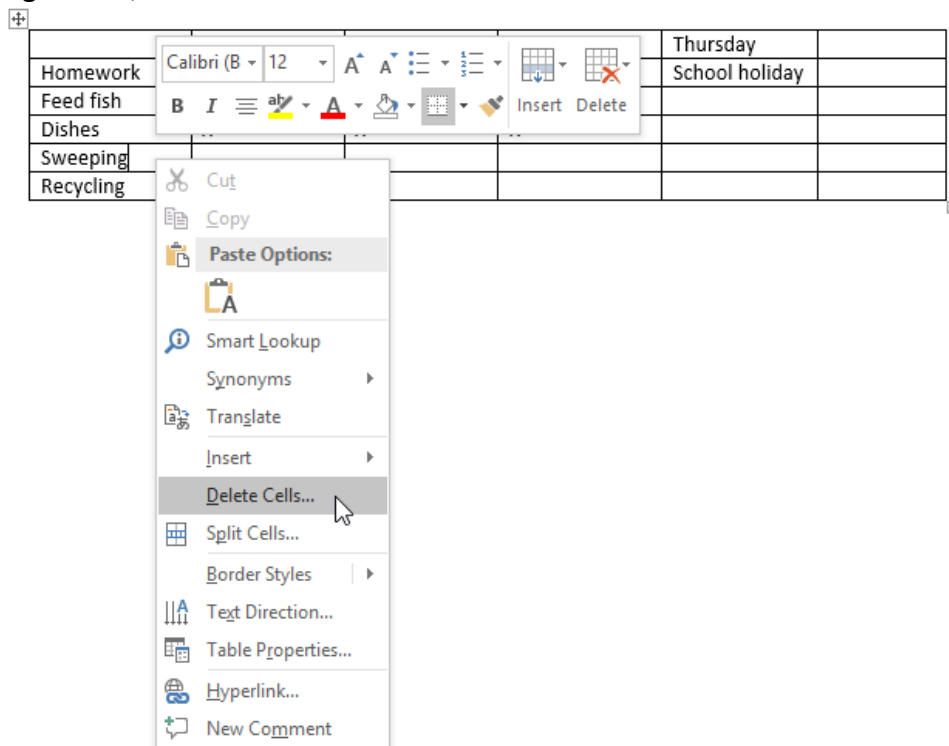 Thursday
Homework School holiday
Feed fish
Dishes
Sweeping
Recycling
Calibri (B 12 A A
B I ab A Insert Delete
Cut
Copy
Paste Options:
A
Smart Lookup
Synonyms
Translate
Insert
Delete Cells...
Split Cells...
Border Styles
Text Direction...
Table Properties...
Hyperlink...
New Comment